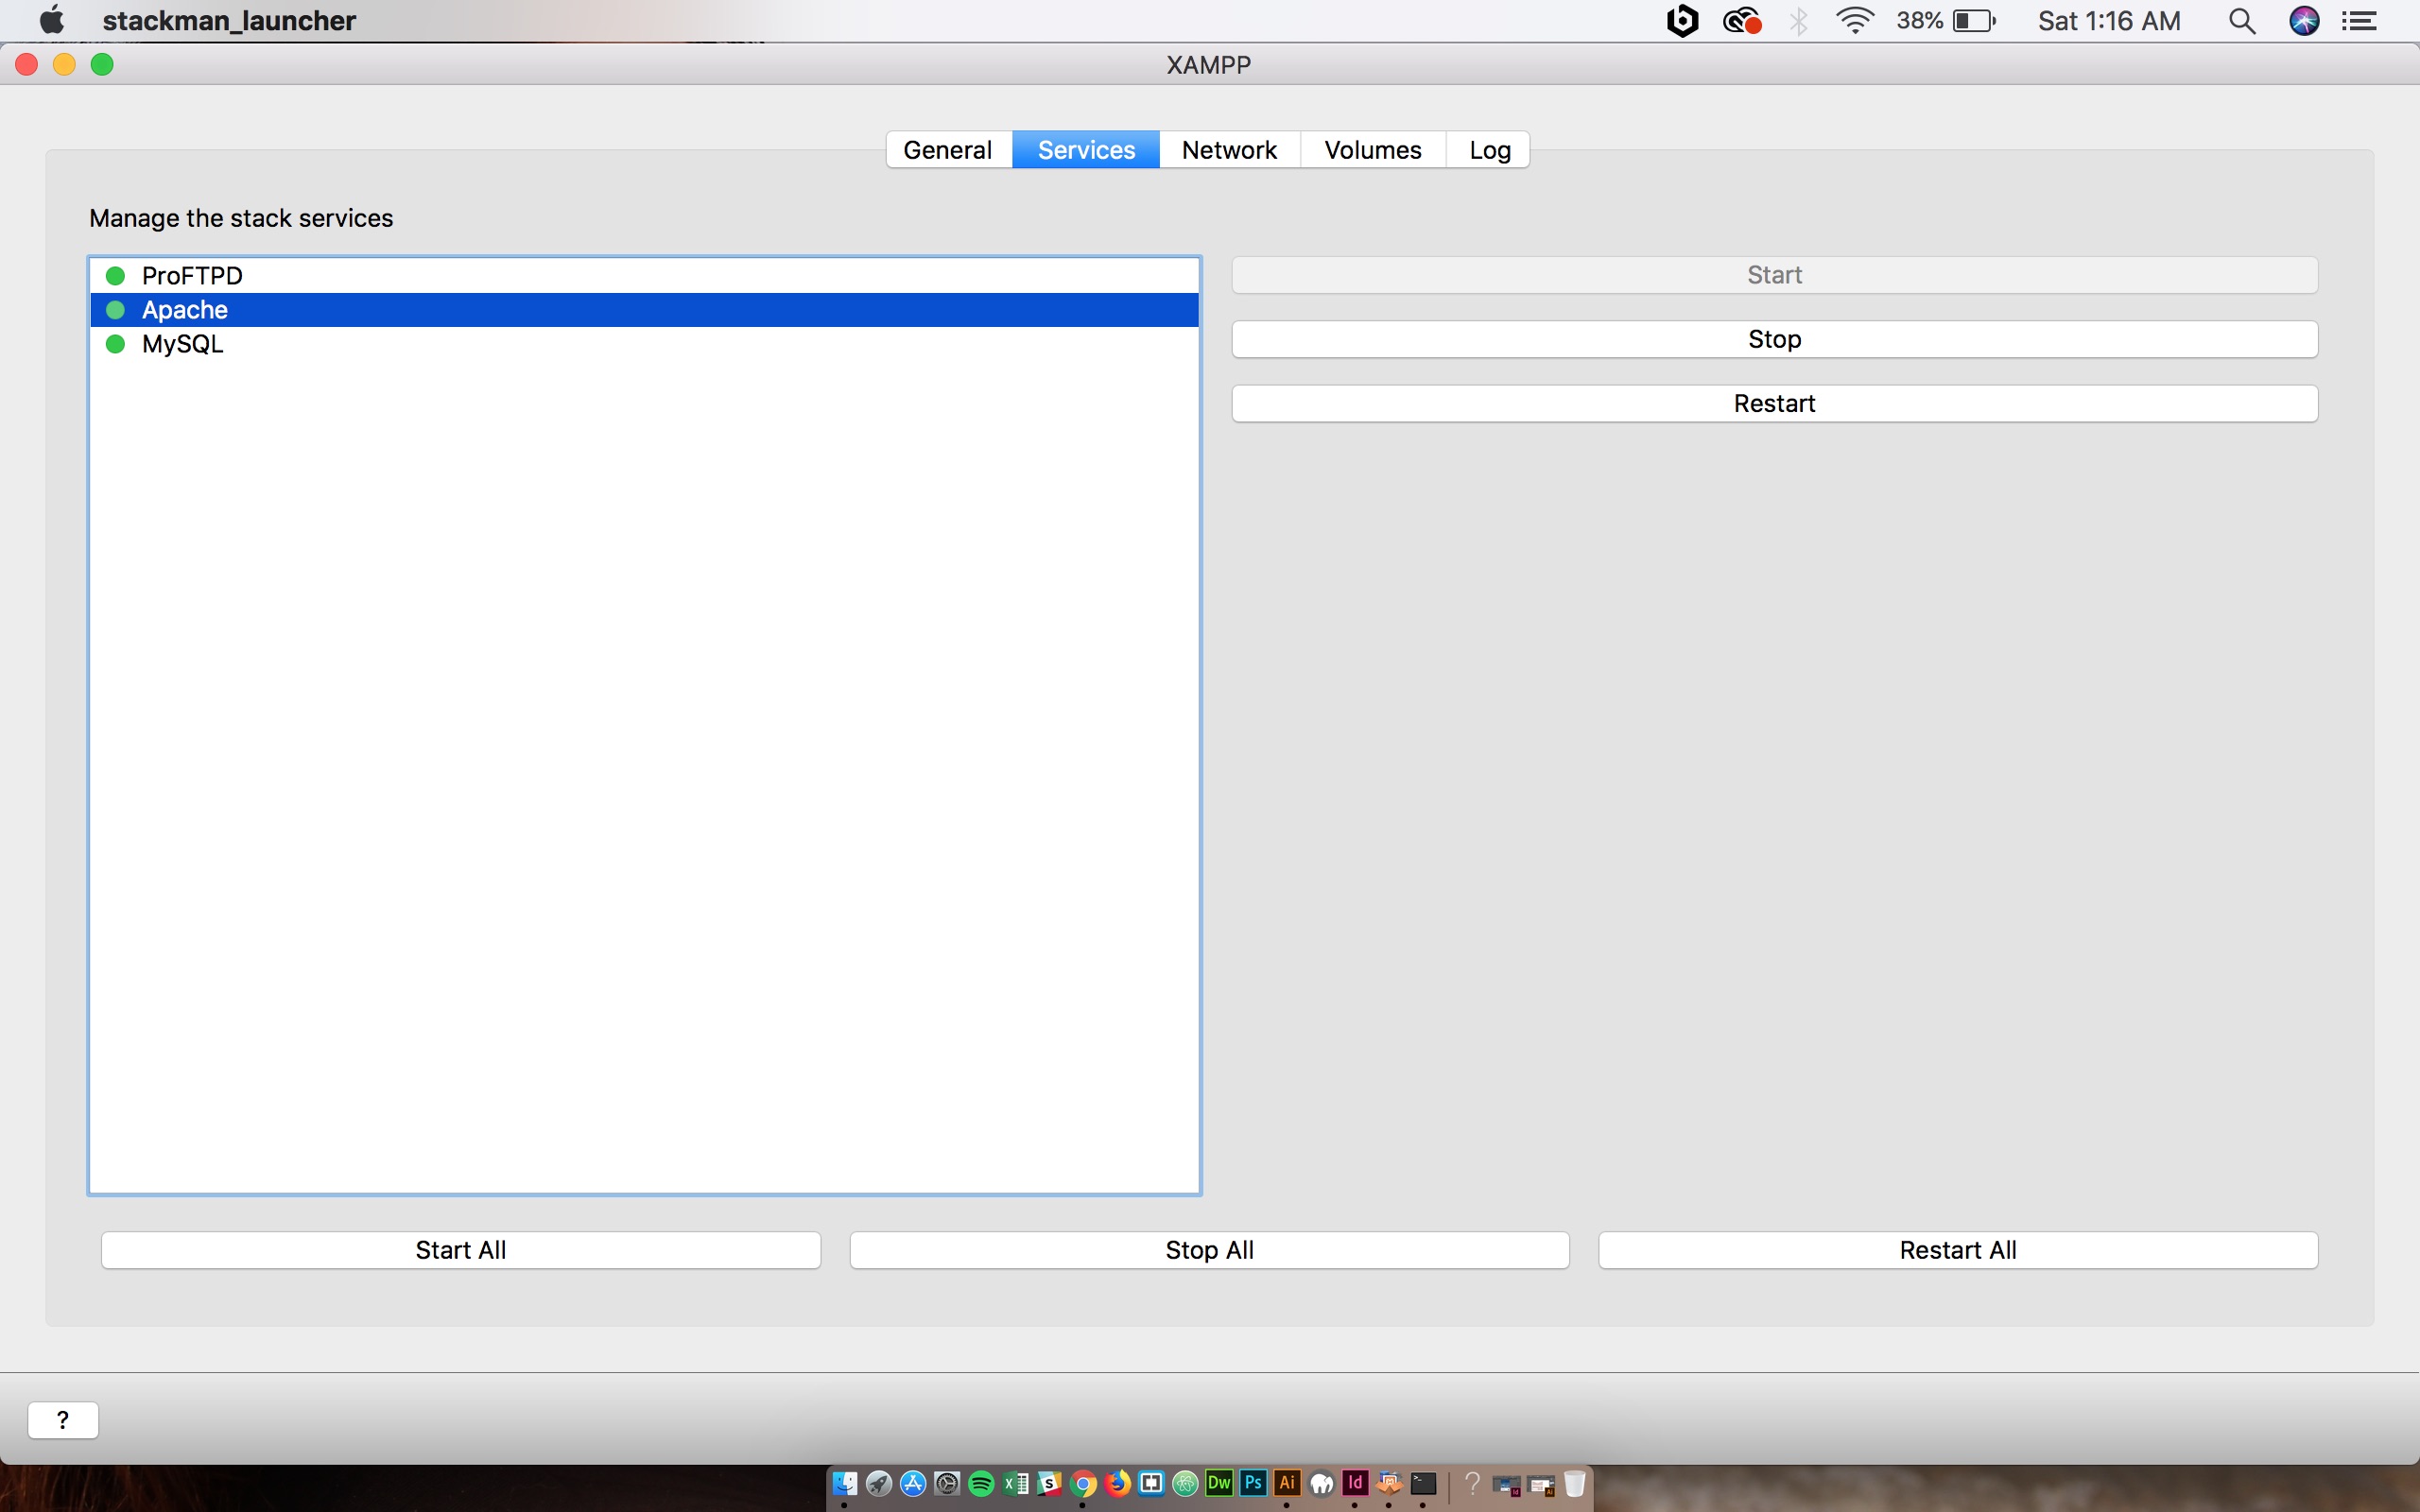 stackman_launcher
38%
Sat 1:16 AM
XAMPP
General
Services
Network
Volumes
Log
Manage the stack services
ProFTPD
Apache
MySQL
Start
Stop
Restart
Start All
Stop All
Restart All
?
Dw
Ps
Ai
Id
?